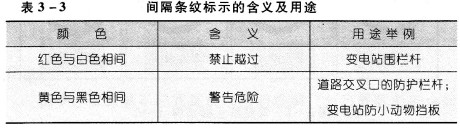 表3-3 间隔条纹标示的含义及用途
颜 色 含 义 用途举例
红色与白色相间 禁止越过 变电站围栏杆
黄色与黑色相间 警告危险 道路交叉口的防护栏杆；
变电站防小动物挡板